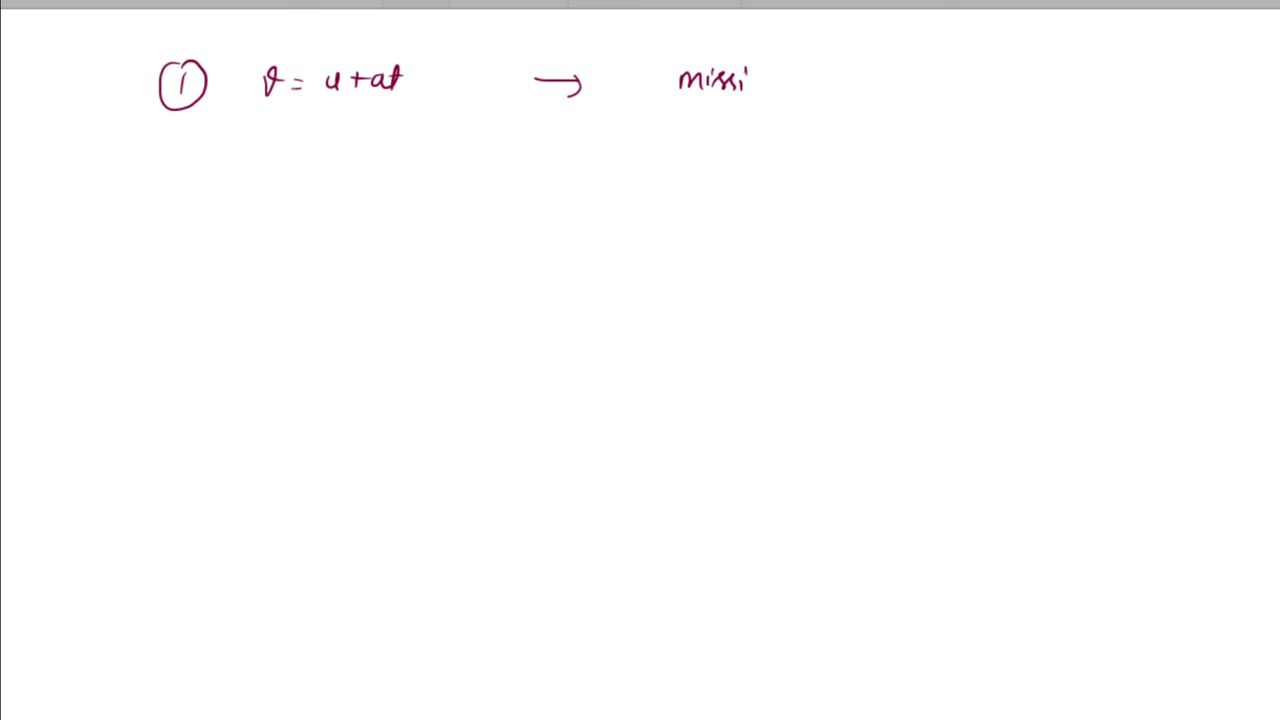 ① v = u + at → missi